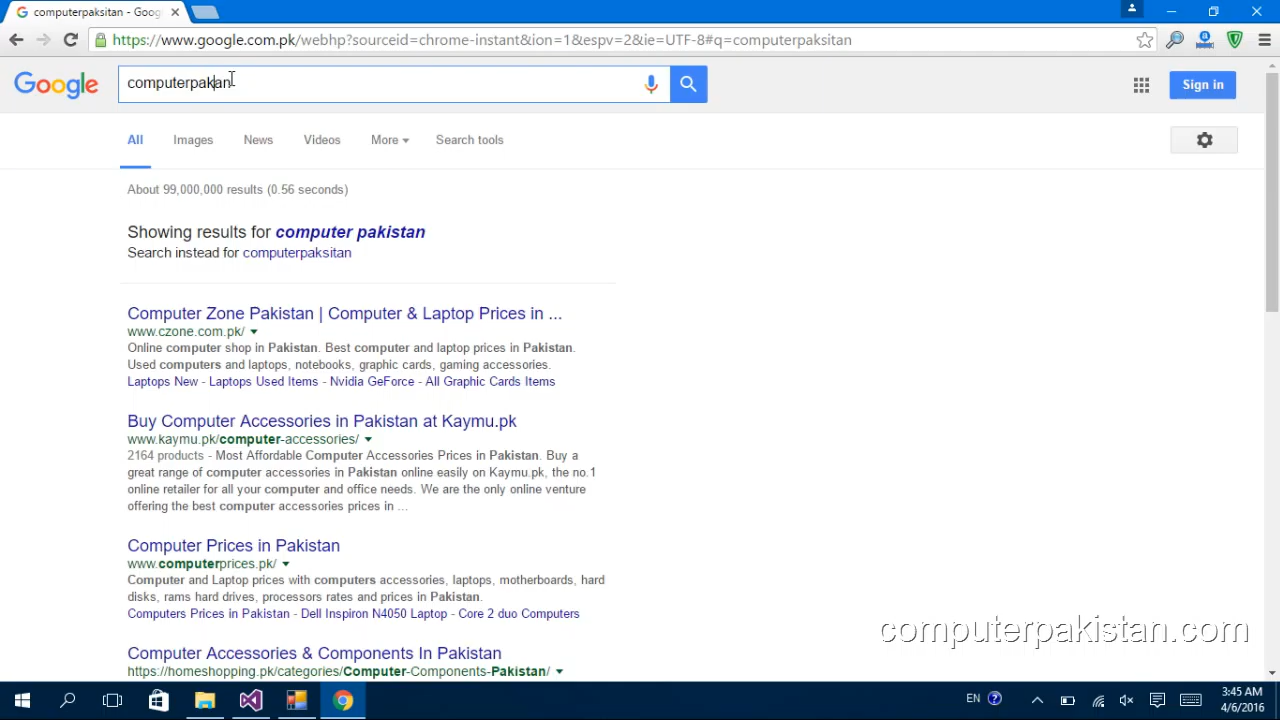 computerpaksitan - Goog
https://www.google.com.pk/webhp?sourceid=chrome-instant&ion=1&espv=2&ie=UTF-8#q=computerpaksitan
Google
computerpakan
Sign in
All Images News Videos More Search tools
About 99,000,000 results (0.56 seconds)
Showing results for computer pakistan
Search instead for computerpaksitan
Computer Zone Pakistan | Computer & Laptop Prices in ...
www.czone.com.pk/
Online computer shop in Pakistan. Best computer and laptop prices in Pakistan.
Used computers and laptops, notebooks, graphic cards, gaming accessories.
Laptops New - Laptops Used Items - Nvidia GeForce - All Graphic Cards Items
Buy Computer Accessories in Pakistan at Kaymu.pk
www.kaymu.pk/computer-accessories/
2164 products - Most Affordable Computer Accessories Prices in Pakistan. Buy a
great range of computer accessories in Pakistan online easily on Kaymu.pk, the no.1
online retailer for all your computer and office needs. We are the only online venture
offering the best computer accessories prices in ...
Computer Prices in Pakistan
www.computerprices.pk/
Computer and Laptop prices with computers accessories, laptops, motherboards, hard
disks, rams hard drives, processors rates and prices in Pakistan.
Computers Prices in Pakistan - Dell Inspiron N4050 Laptop - Core 2 duo Computers
computerpakistan.com
Computer Accessories & Components In Pakistan
https://homeshopping.pk/categories/Computer-Components-Pakistan/
EN
3:45 AM
4/6/2016